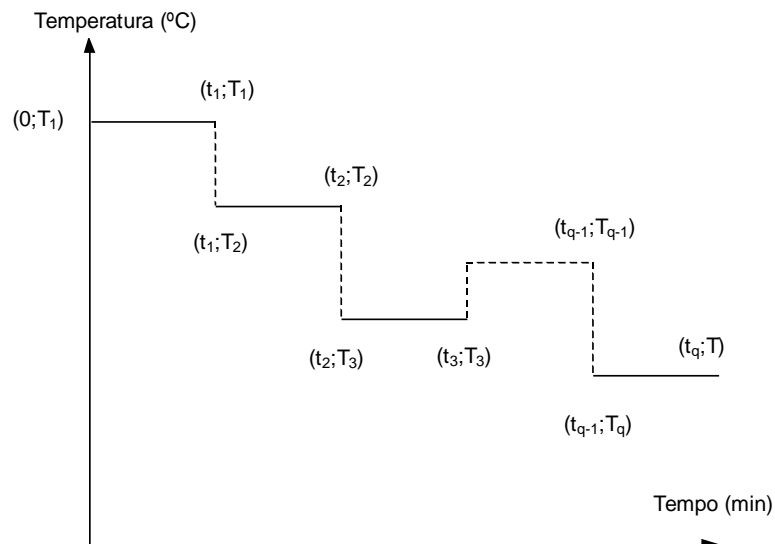 Temperatura (ºC)
(t₁;T₁)
(0;T₁)
(t₂;T₂)
(t₁;T₂)
(tq-1;Tq-1)
(t₂;T₃)
(t₃;T₃)
(tq;T)
(tq-1;Tq)
Tempo (min)